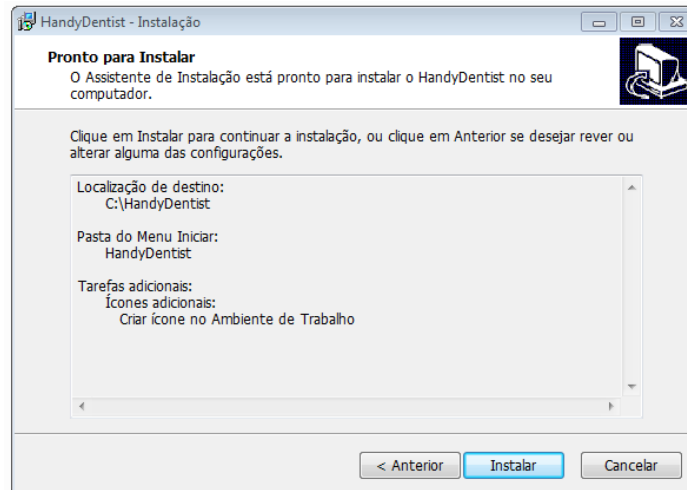 HandyDentist - Instalação
Pronto para Instalar
O Assistente de Instalação está pronto para instalar o HandyDentist no seu
computador.
Clique em Instalar para continuar a instalação, ou clique em Anterior se desejar rever ou
alterar alguma das configurações.
Localização de destino:
C:\HandyDentist
Pasta do Menu Iniciar:
HandyDentist
Tarefas adicionais:
Ícones adicionais:
Criar ícone no Ambiente de Trabalho
< Anterior
Instalar
Cancelar